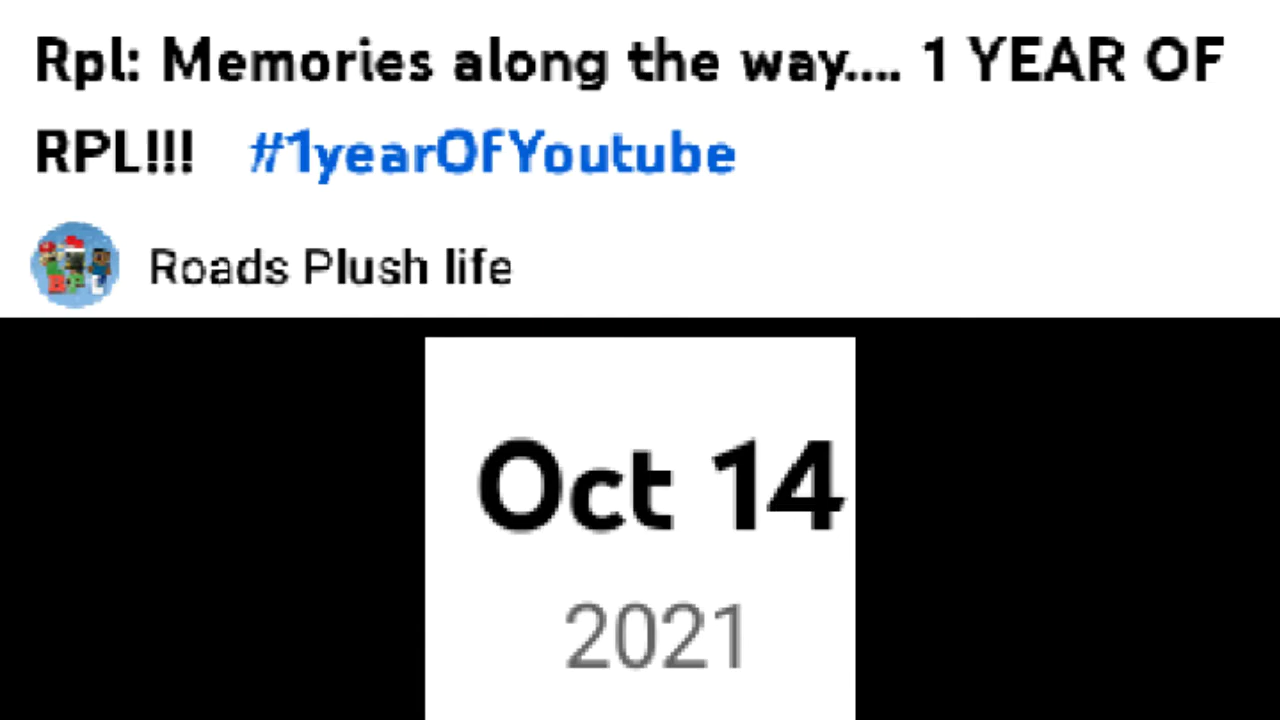 Rpl: Memories along the way.... 1 YEAR OF
RPL!!! #1yearOfYoutube
Roads Plush life
Oct 14
2021